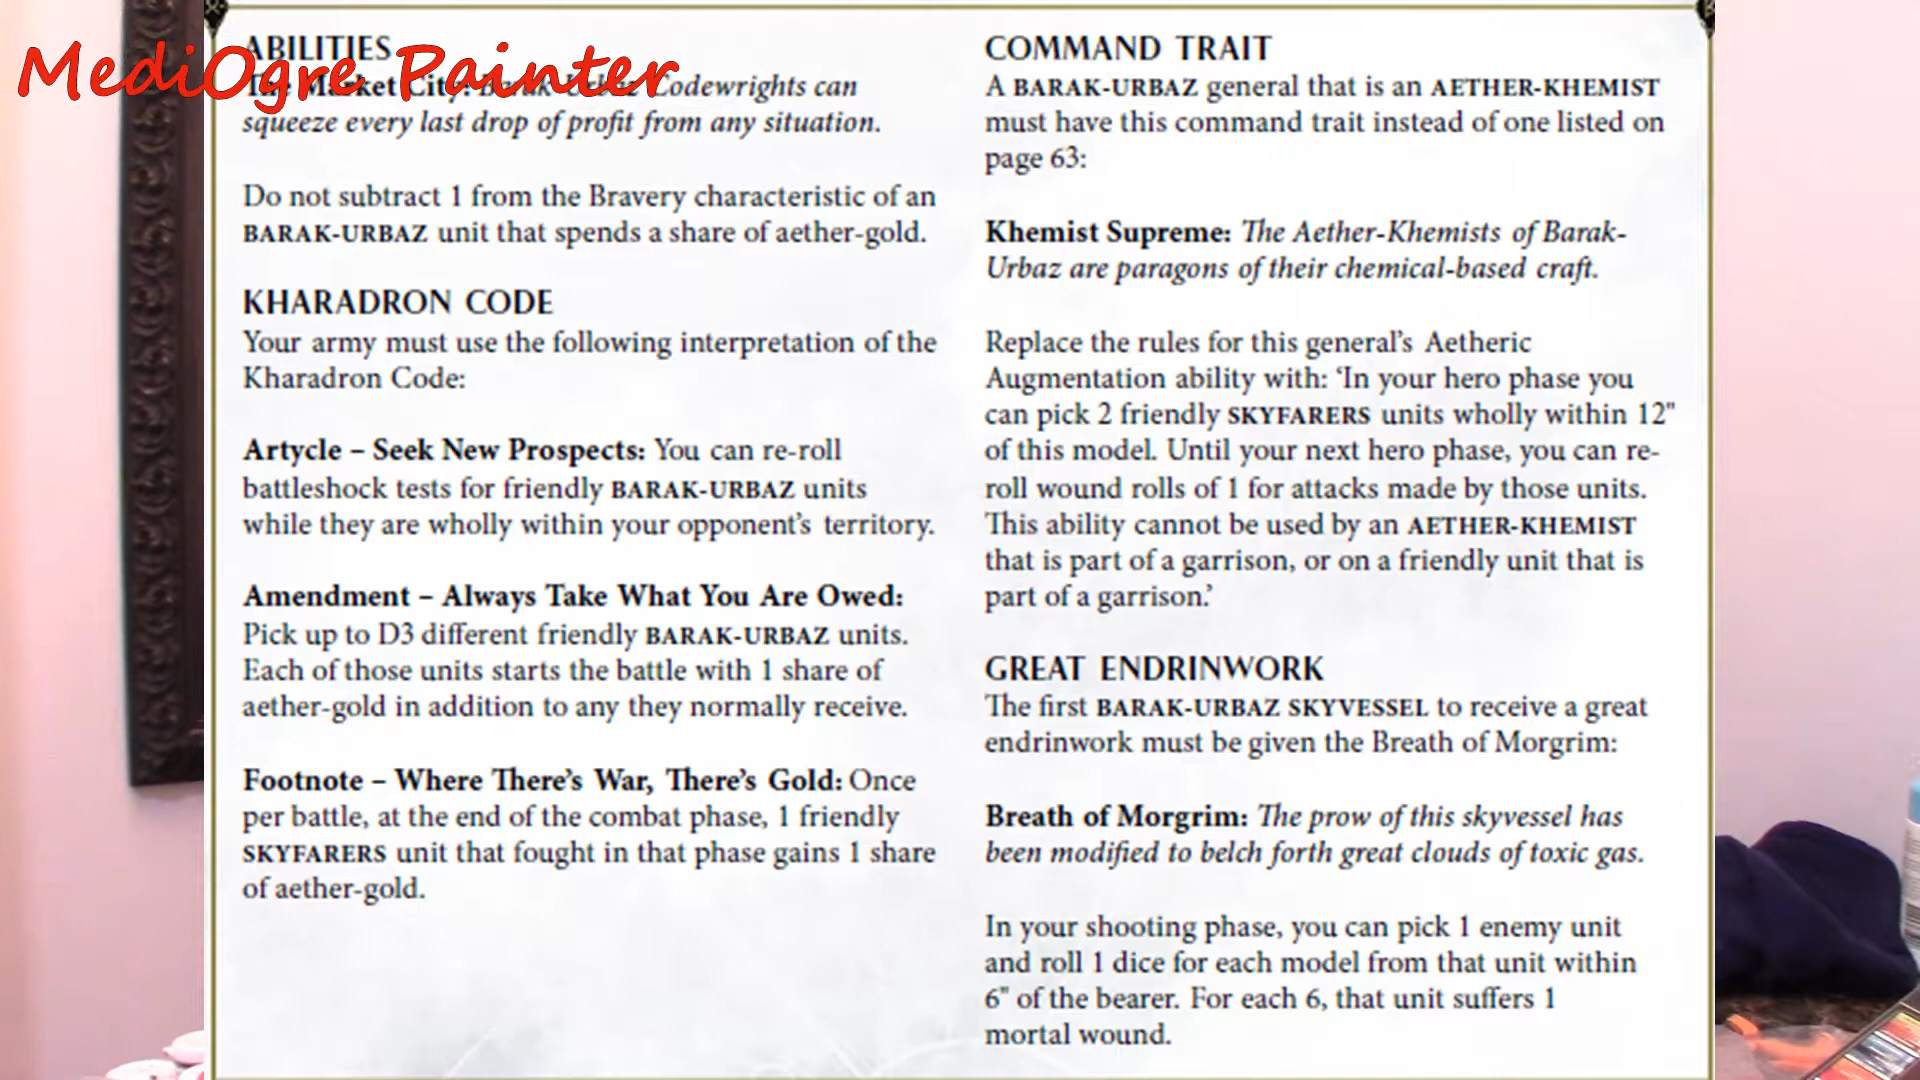 MediOgre Painter
ABILITIES
The Market City: Barak-Urbaz Codewrights can
squeeze every last drop of profit from any situation.
Do not subtract 1 from the Bravery characteristic of an
BARAK-URBAZ unit that spends a share of aether-gold.
KHARADRON CODE
Your army must use the following interpretation of the
Kharadron Code:
Artycle – Seek New Prospects: You can re-roll
battleshock tests for friendly BARAK-URBAZ units
while they are wholly within your opponent's territory.
Amendment – Always Take What You Are Owed:
Pick up to D3 different friendly BARAK-URBAZ units.
Each of those units starts the battle with 1 share of
aether-gold in addition to any they normally receive.
Footnote – Where There's War, There's Gold: Once
per battle, at the end of the combat phase, 1 friendly
SKYFARERS unit that fought in that phase gains 1 share
of aether-gold.
COMMAND TRAIT
A BARAK-URBAZ general that is an AETHER-KHEMIST
must have this command trait instead of one listed on
page 63:
Khemist Supreme: The Aether-Khemists of Barak-
Urbaz are paragons of their chemical-based craft.
Replace the rules for this general's Aetheric
Augmentation ability with: ‘In your hero phase you
can pick 2 friendly SKYFARERS units wholly within 12"
of this model. Until your next hero phase, you can re-
roll wound rolls of 1 for attacks made by those units.
This ability cannot be used by an AETHER-KHEMIST
that is part of a garrison, or on a friendly unit that is
part of a garrison.’
GREAT ENDRINWORK
The first BARAK-URBAZ SKYVESSEL to receive a great
endrinwork must be given the Breath of Morgrim:
Breath of Morgrim: The prow of this skyvessel has
been modified to belch forth great clouds of toxic gas.
In your shooting phase, you can pick 1 enemy unit
and roll 1 dice for each model from that unit within
6" of the bearer. For each 6, that unit suffers 1
mortal wound.